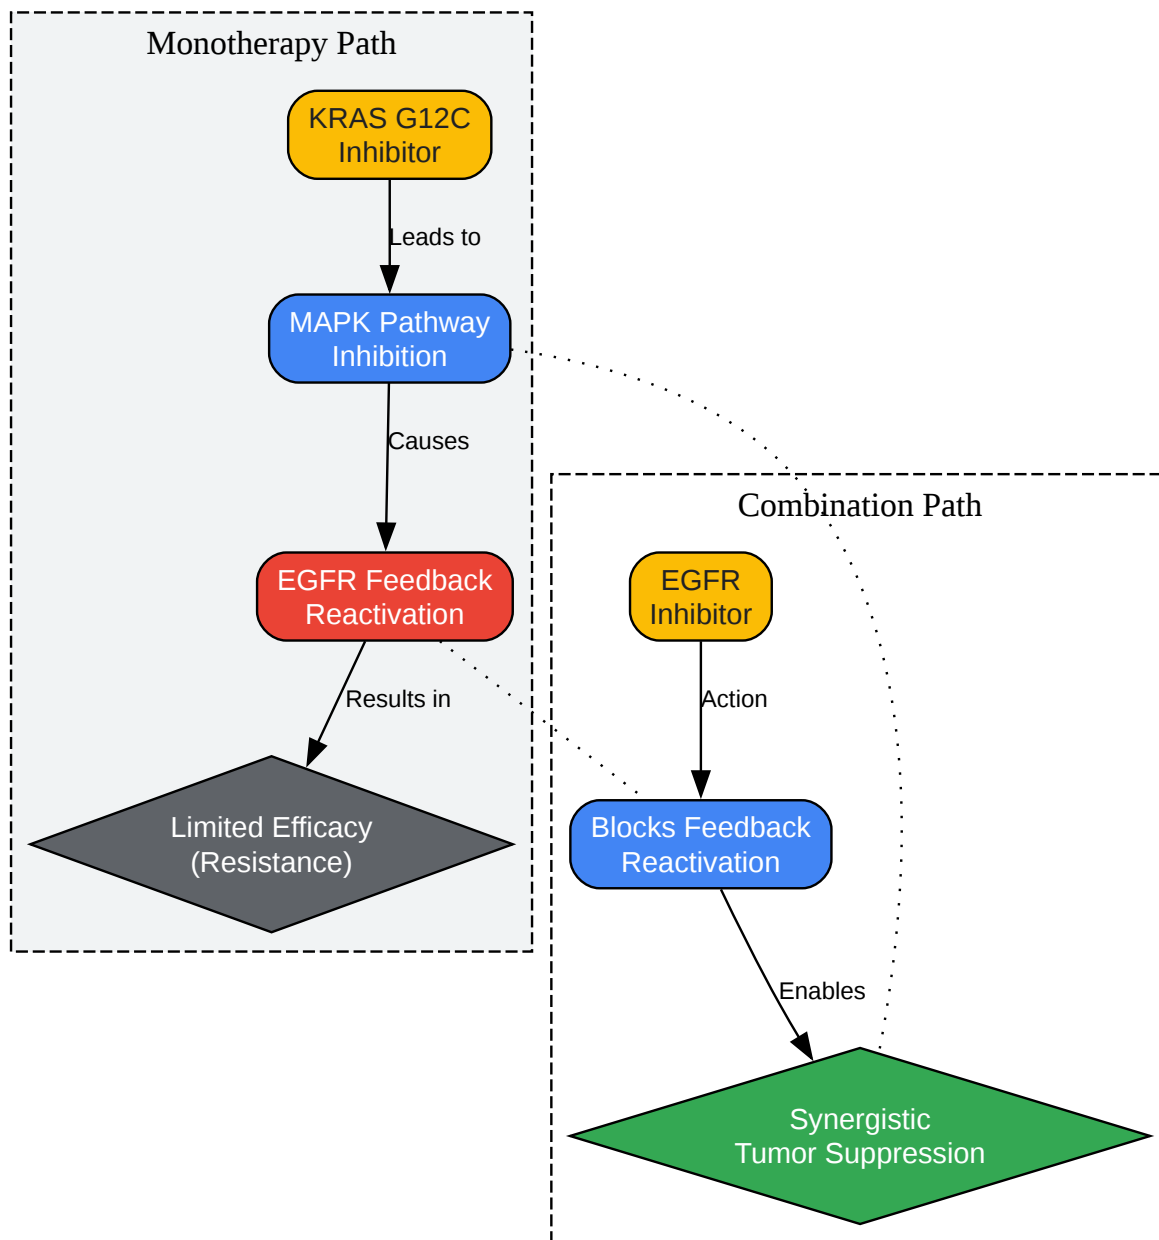 Monotherapy Path
KRAS G12C
Inhibitor
Leads to
MAPK Pathway
Inhibition
Causes
EGFR Feedback
Reactivation
Results in
Limited Efficacy
(Resistance)
Combination Path
EGFR
Inhibitor
Action
Blocks Feedback
Reactivation
Enables
Synergistic
Tumor Suppression